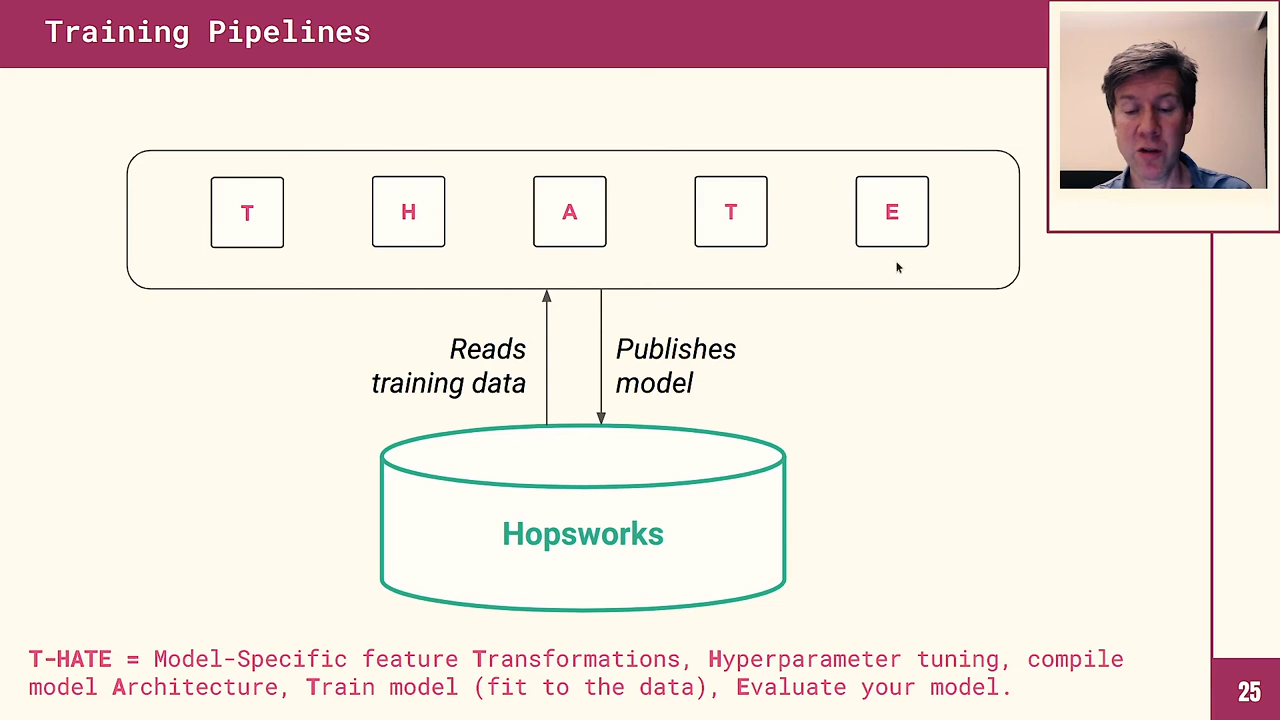 Training Pipelines
T
H
A
T
E
Reads
training data
Publishes
model
Hopsworks
T-HATE = Model-Specific feature Transformations, Hyperparameter tuning, compile
model Architecture, Train model (fit to the data), Evaluate your model.
25